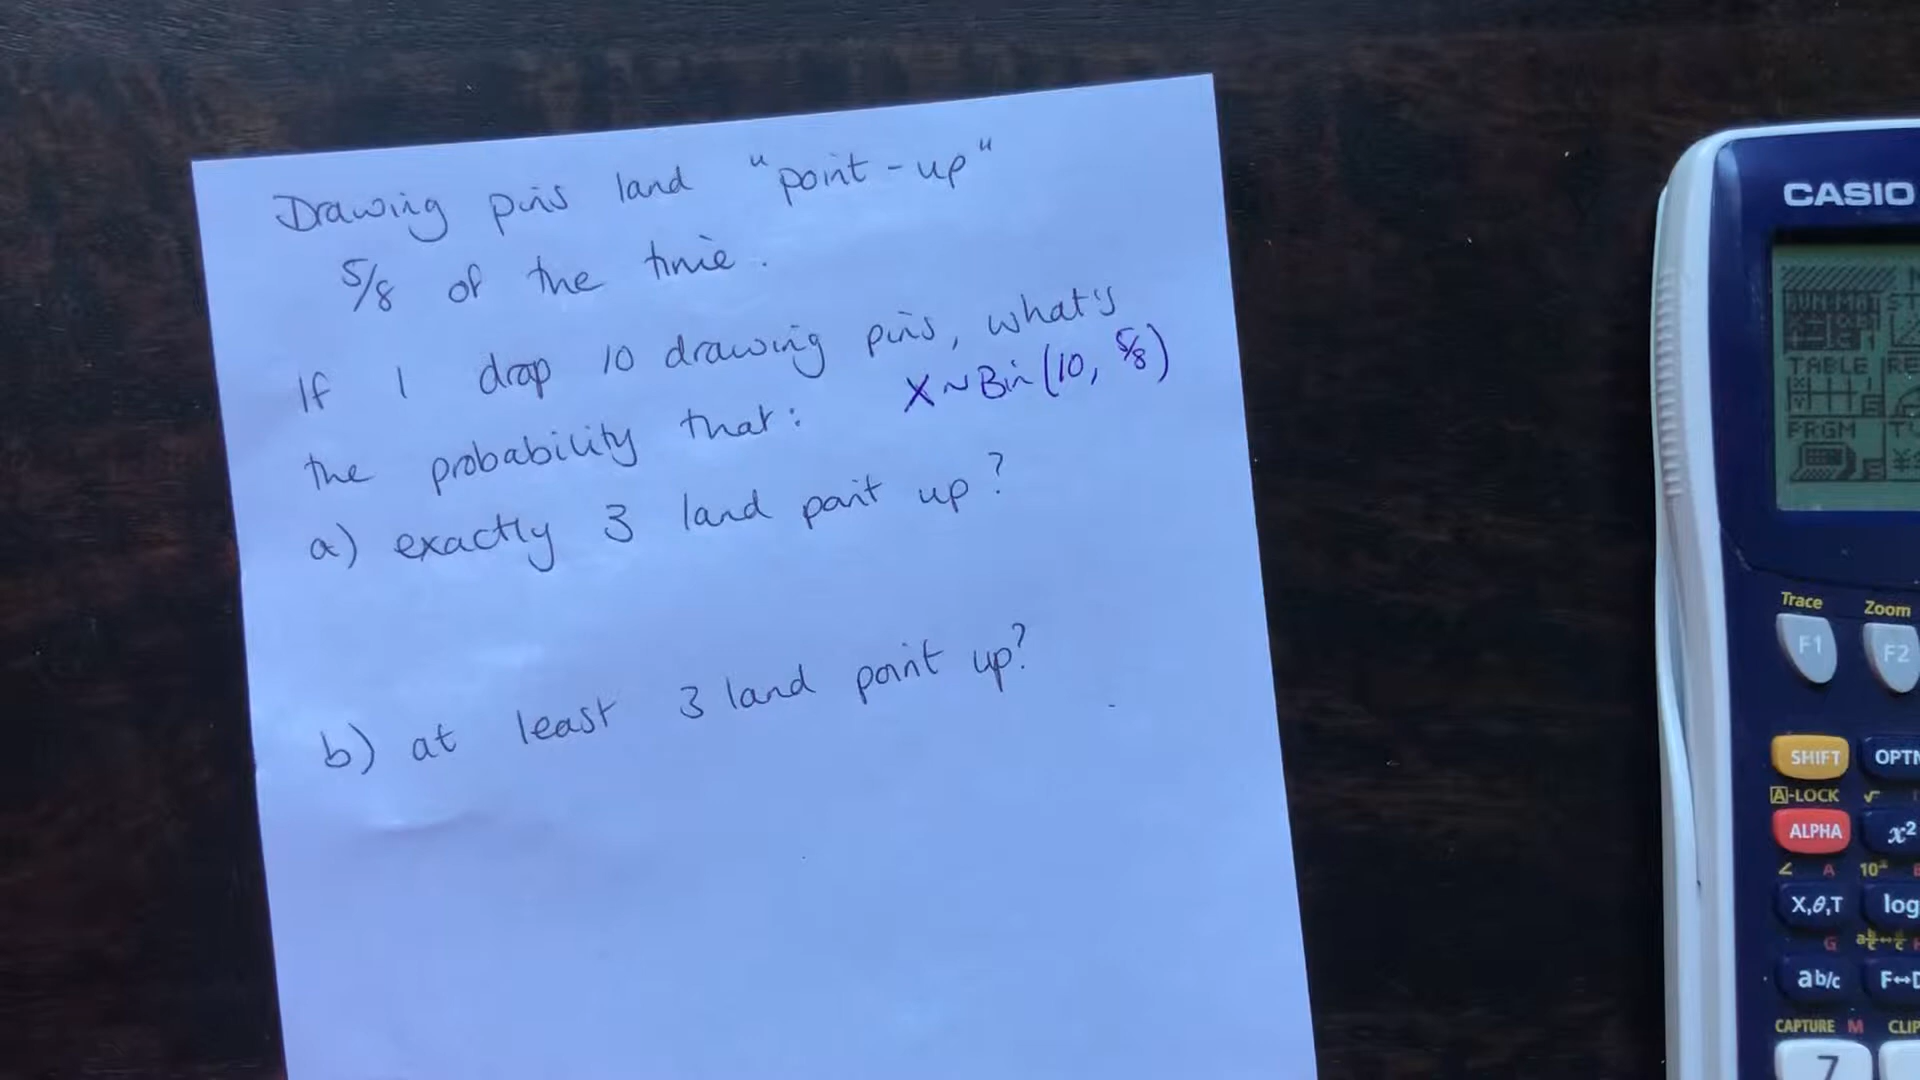 Drawing pins land "point-up"
5/8 of the time.
If I drop 10 drawing pins, what's
the probability that: X~Bin(10, 5/8)
a) exactly 3 land point up?
b) at least 3 land point up?
CASIO
TABLE
PRGM
Trace Zoom
F1 F2
SHIFT OPTN
A-LOCK √
ALPHA x²
∠ A 10ˣ
X,θ,T log
G
ab/c F↔D
CAPTURE M CLIP
7